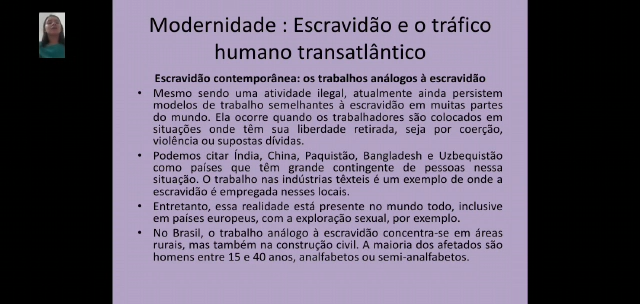 Modernidade : Escravidão e o tráfico
humano transatlântico
Escravidão contemporânea: os trabalhos análogos à escravidão
• Mesmo sendo uma atividade ilegal, atualmente ainda persistem
modelos de trabalho semelhantes à escravidão em muitas partes
do mundo. Ela ocorre quando os trabalhadores são colocados em
situações onde têm sua liberdade retirada, seja por coerção,
violência ou supostas dívidas.
• Podemos citar Índia, China, Paquistão, Bangladesh e Uzbequistão
como países que têm grande contingente de pessoas nessa
situação. O trabalho nas indústrias têxteis é um exemplo de onde a
escravidão é empregada nesses locais.
• Entretanto, essa realidade está presente no mundo todo, inclusive
em países europeus, com a exploração sexual, por exemplo.
• No Brasil, o trabalho análogo à escravidão concentra-se em áreas
rurais, mas também na construção civil. A maioria dos afetados são
homens entre 15 e 40 anos, analfabetos ou semi-analfabetos.